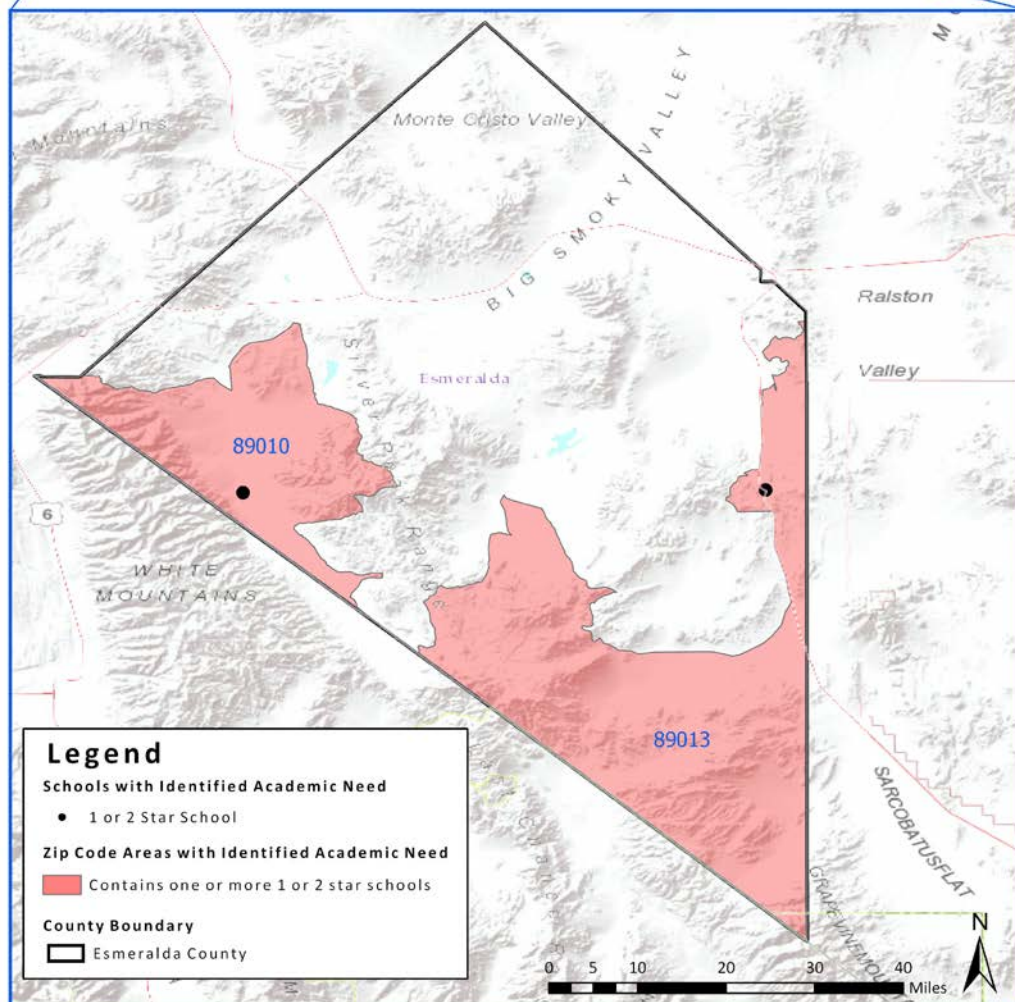 Monte Cristo Valley
BIG SMOKY VALLEY
Mountains
Ralston
Valley
Silver Peak Range
Esmeralda
89010
6
WHITE
MOUNTAINS
89013
SARCOBATUSFLAT
Legend
Schools with Identified Academic Need
1 or 2 Star School
Zip Code Areas with Identified Academic Need
Contains one or more 1 or 2 star schools
County Boundary
Esmeralda County
N
0 5 10 20 30 40
Miles